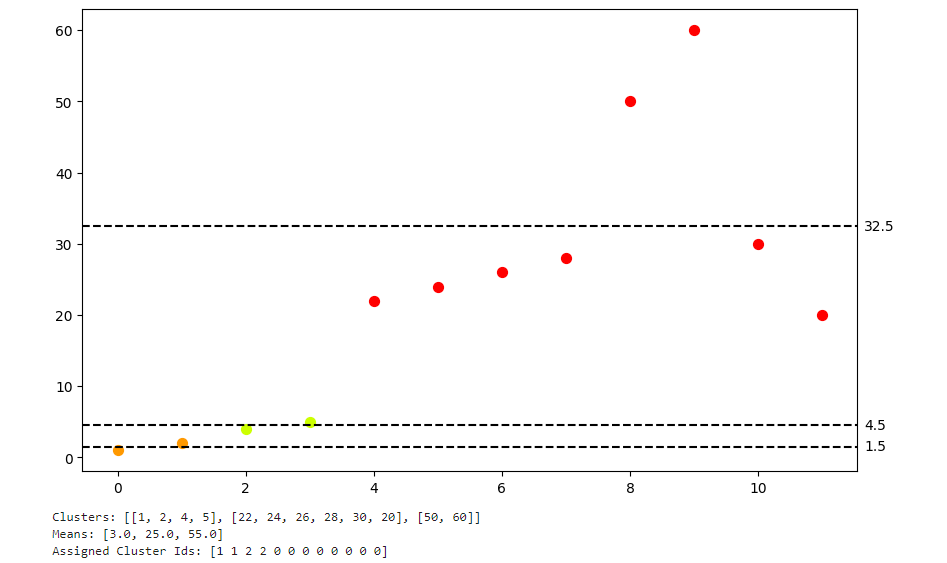 60
50
40
32.5
30
20
10
4.5
1.5
0
0 2 4 6 8 10
Clusters: [[1, 2, 4, 5], [22, 24, 26, 28, 30, 20], [50, 60]]
Means: [3.0, 25.0, 55.0]
Assigned Cluster Ids: [1 1 2 2 0 0 0 0 0 0 0 0]